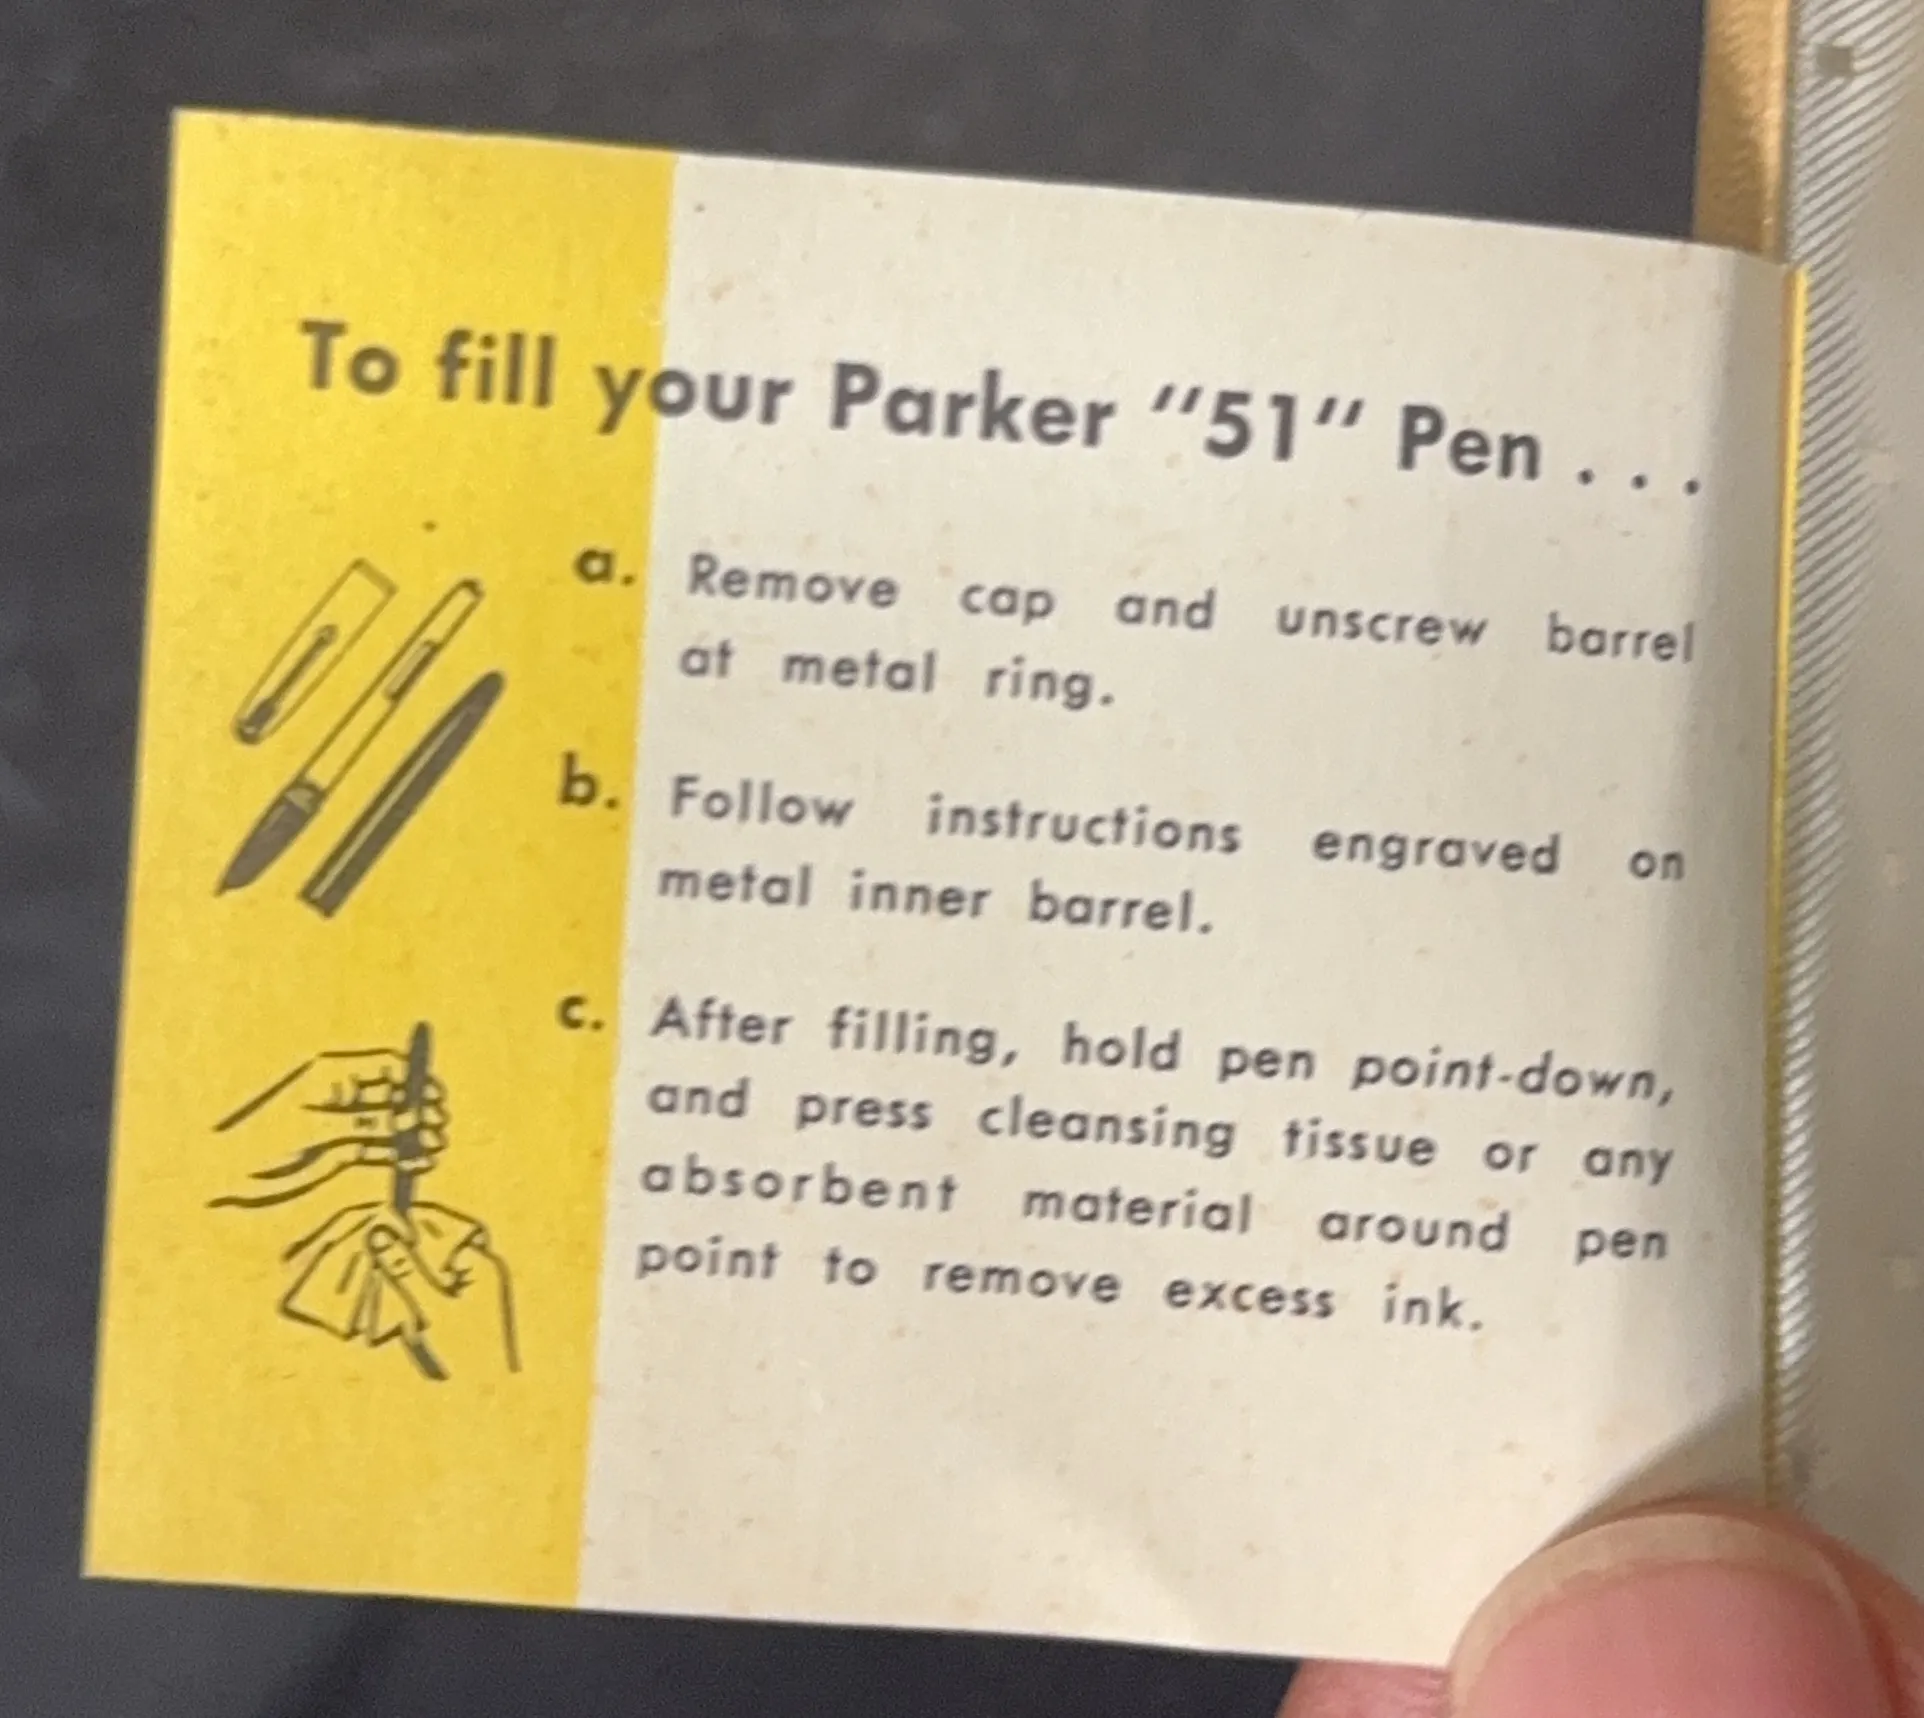 To fill your Parker "51" Pen . . .
a. Remove cap and unscrew barrel
at metal ring.
b. Follow instructions engraved on
metal inner barrel.
c. After filling, hold pen point-down,
and press cleansing tissue or any
absorbent material around pen
point to remove excess ink.